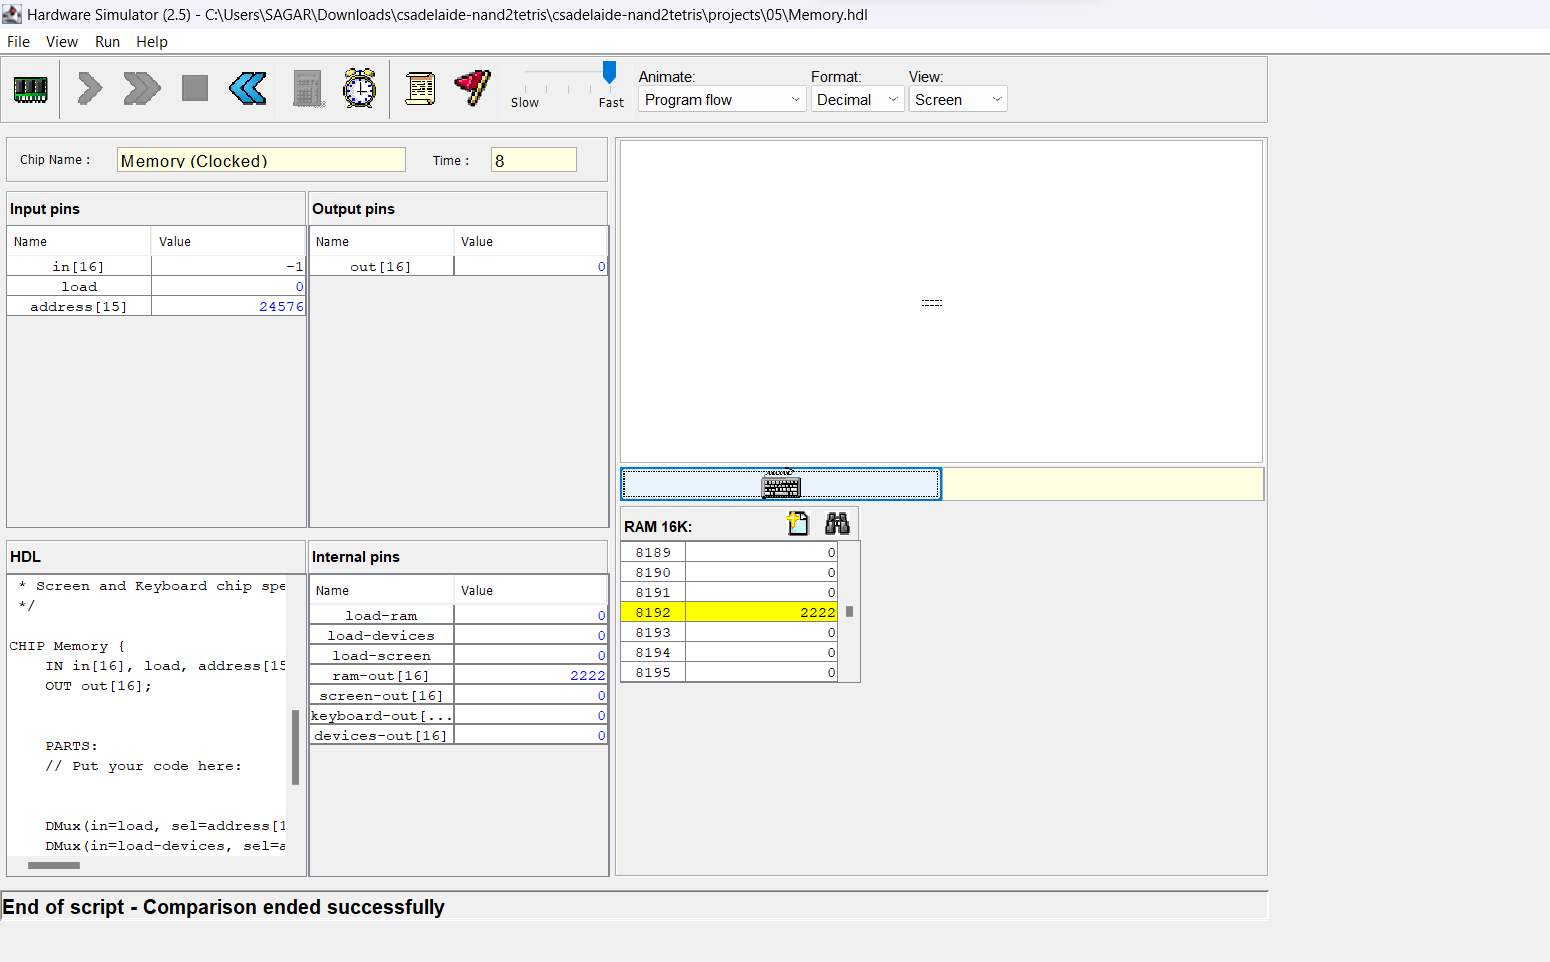 Hardware Simulator (2.5) - C:\Users\SAGAR\Downloads\csadelaide-nand2tetris\csadelaide-nand2tetris\projects\05\Memory.hdl
File View Run Help
Slow Fast
Animate: Format: View:
Program flow Decimal Screen
Chip Name : Memory (Clocked) Time : 8
Input pins
Name Value
in[16] -1
load 0
address[15] 24576
Output pins
Name Value
out[16] 0
HDL
* Screen and Keyboard chip spe
*/
CHIP Memory {
IN in[16], load, address[15
OUT out[16];
PARTS:
// Put your code here:
DMux(in=load, sel=address[1
DMux(in=load-devices, sel=a
Internal pins
Name Value
load-ram 0
load-devices 0
load-screen 0
ram-out[16] 2222
screen-out[16] 0
keyboard-out[... 0
devices-out[16] 0
RAM 16K:
8189 0
8190 0
8191 0
8192 2222
8193 0
8194 0
8195 0
End of script - Comparison ended successfully